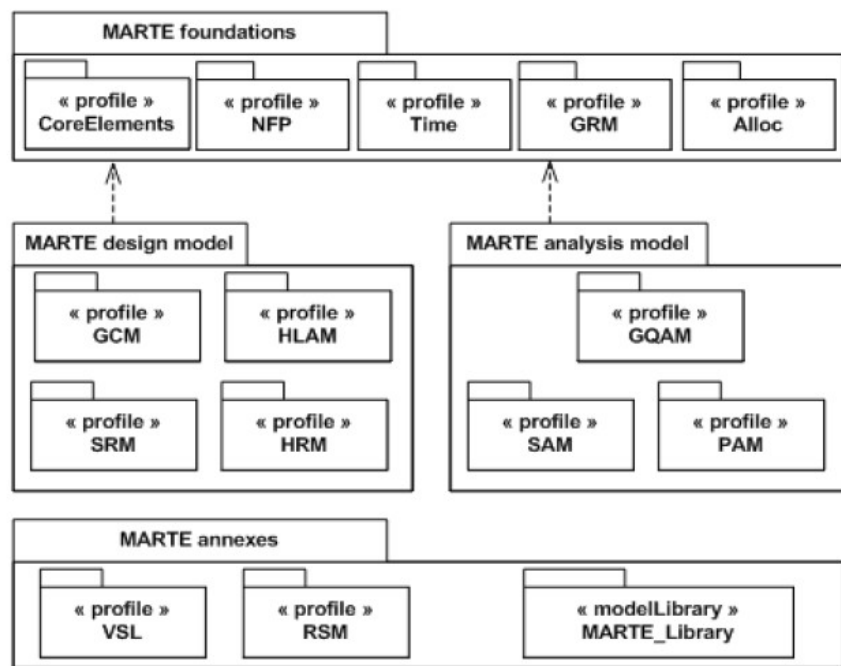 MARTE foundations
« profile »
CoreElements
« profile »
NFP
« profile »
Time
« profile »
GRM
« profile »
Alloc
MARTE design model
« profile »
GCM
« profile »
HLAM
« profile »
SRM
« profile »
HRM
MARTE analysis model
« profile »
GQAM
« profile »
SAM
« profile »
PAM
MARTE annexes
« profile »
VSL
« profile »
RSM
« modelLibrary »
MARTE_Library